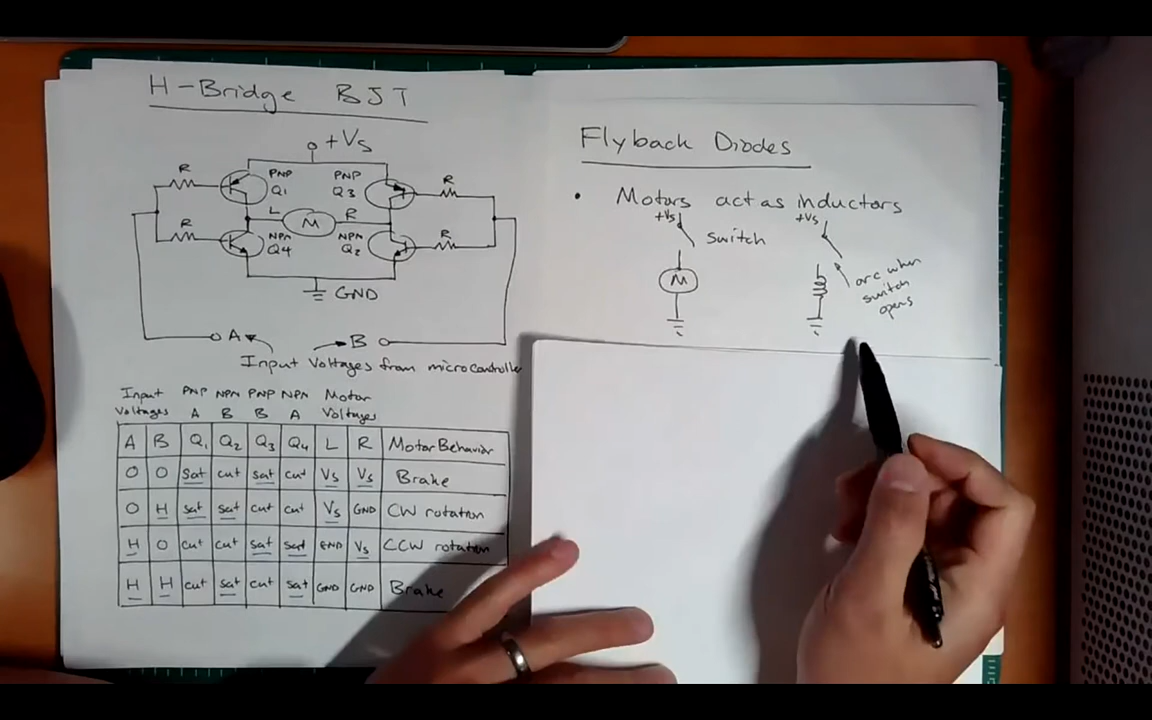 H-Bridge BJT
+Vs
R
PNP
Q1
PNP
Q3
R
R
L
M
R
NPN
Q4
NPN
Q2
R
GND
A
B
Input Voltages from microcontroller
Input PNP NPN PNP NPN Motor
Voltages A B B A Voltages
A B Q1 Q2 Q3 Q4 L R Motor Behavior
0 0 sat cut sat cut Vs Vs Brake
0 H sat sat cut cut Vs GND CW rotation
H 0 cut cut sat sat GND Vs CCW rotation
H H cut sat cut sat GND GND Brake
Flyback Diodes
• Motors act as inductors
+Vs
switch
M
+Vs
arc when
switch
opens